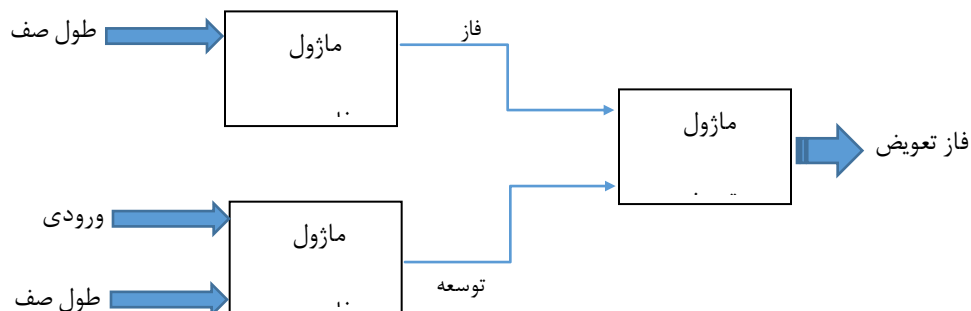 طول صف
ماژول
فاز
ماژول
فاز تعویض
ورودی
ماژول
توسعه
طول صف